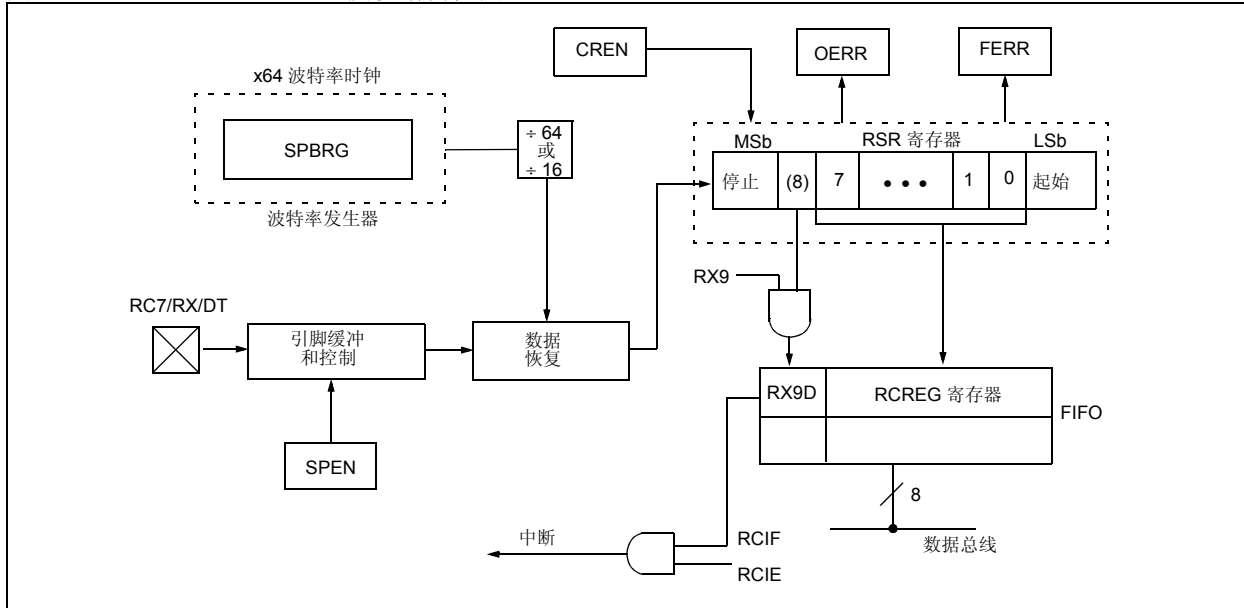 CREN
OERR
FERR
x64 波特率时钟
SPBRG
÷ 64
或
÷ 16
波特率发生器
MSb
RSR 寄存器
LSb
停止
(8)
7
• • •
1
0
起始
RX9
RC7/RX/DT
引脚缓冲
和控制
数据
恢复
SPEN
RX9D
RCREG 寄存器
FIFO
8
数据总线
中断
RCIF
RCIE